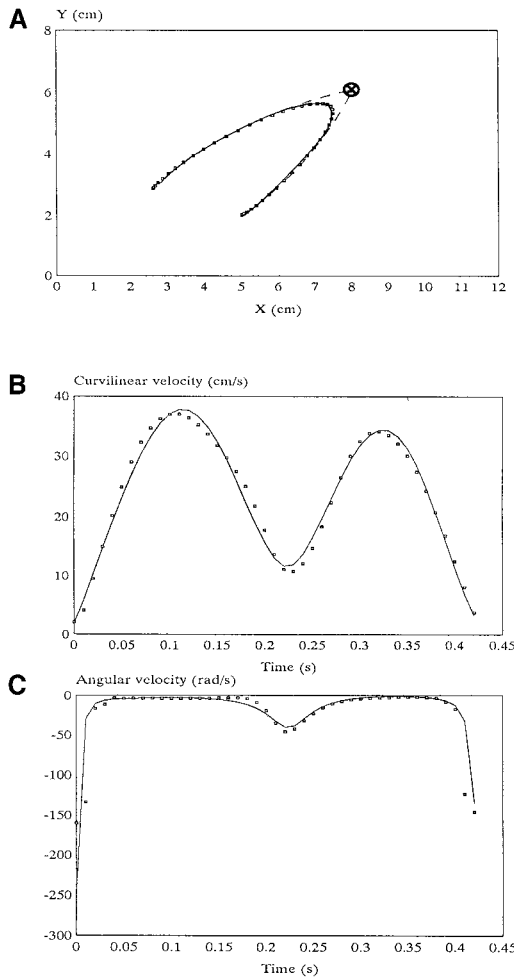 A
Y (cm)
8
6
4
2
0
0 1 2 3 4 5 6 7 8 9 10 11 12
X (cm)
B
Curvilinear velocity (cm/s)
40
30
20
10
0
0 0.05 0.1 0.15 0.2 0.25 0.3 0.35 0.4 0.45
Time (s)
C
Angular velocity (rad/s)
0
-50
-100
-150
-200
-250
-300
0 0.05 0.1 0.15 0.2 0.25 0.3 0.35 0.4 0.45
Time (s)